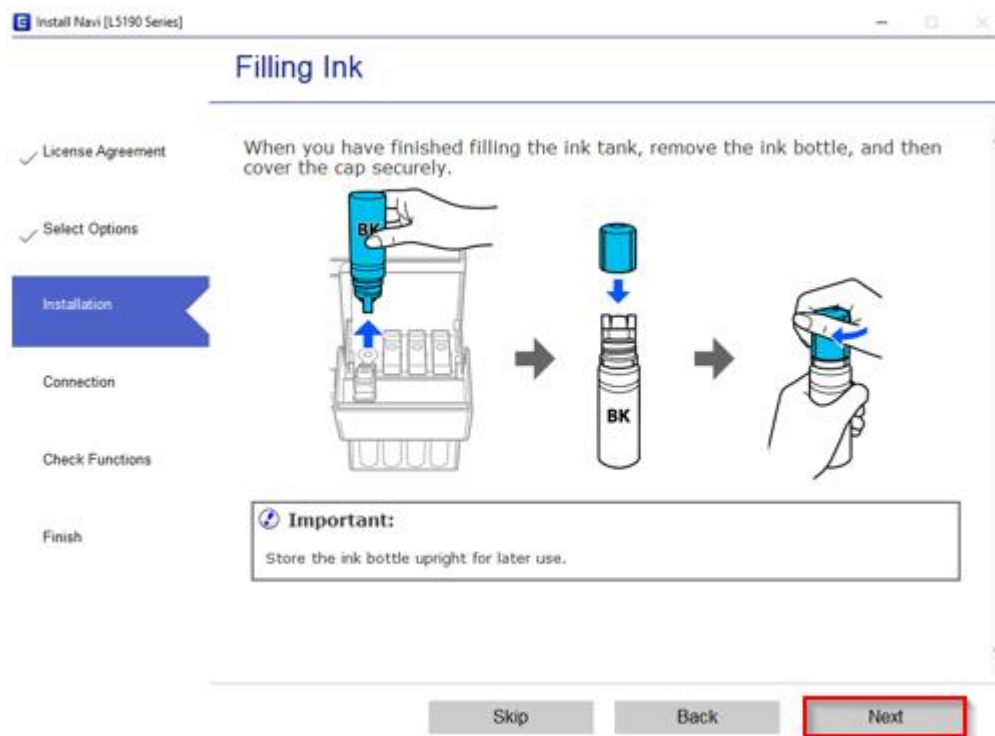 Install Navi [L5190 Series]
Filling Ink
License Agreement
Select Options
Installation
Connection
Check Functions
Finish
When you have finished filling the ink tank, remove the ink bottle, and then
cover the cap securely.
BK
BK
Important:
Store the ink bottle upright for later use.
Skip
Back
Next